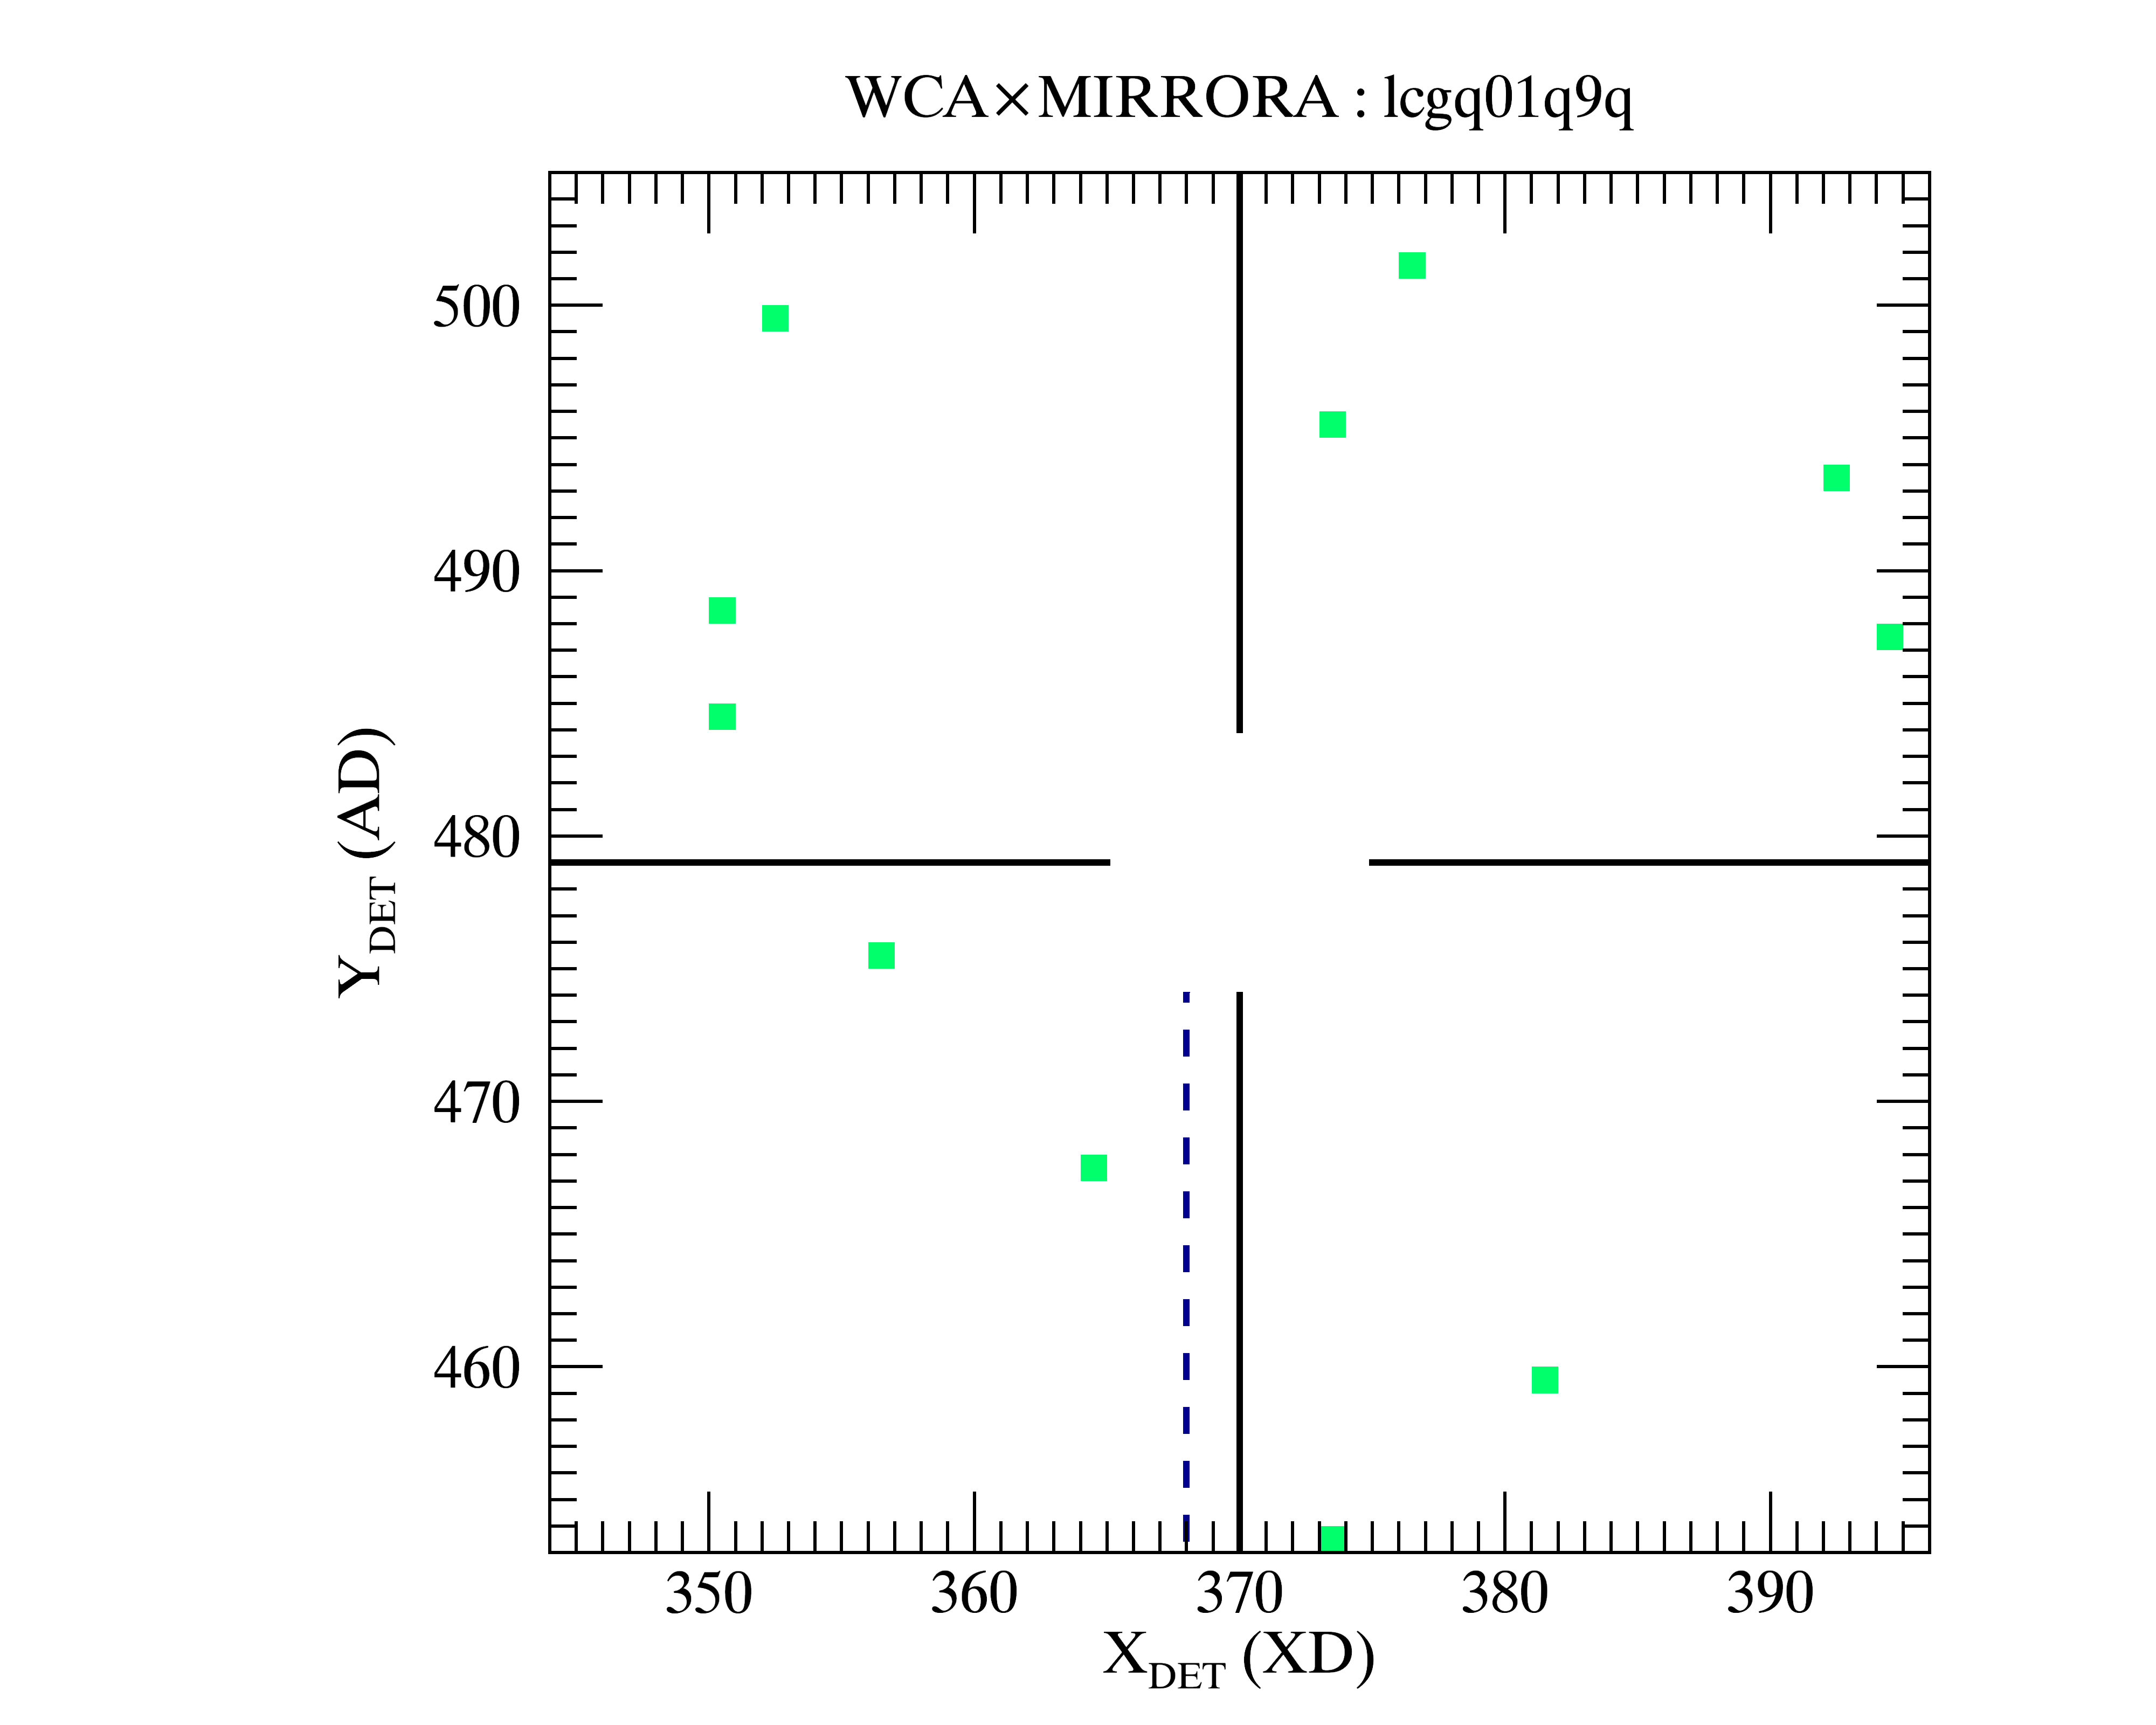 WCA×MIRRORA : lcgq01q9q
500
490
480
470
460
Y_DET (AD)
350 360 370 380 390
X_DET (XD)